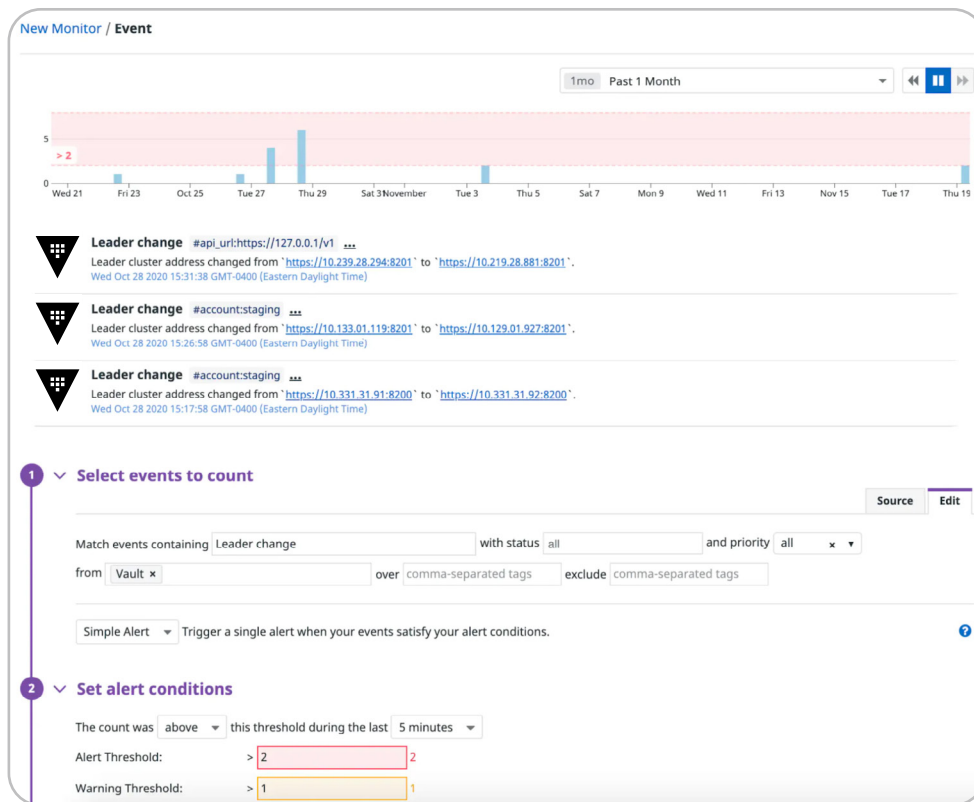 New Monitor / Event
1mo Past 1 Month
5
> 2
0
Wed 21 Fri 23 Oct 25 Tue 27 Thu 29 Sat 31 November Tue 3 Thu 5 Sat 7 Mon 9 Wed 11 Fri 13 Nov 15 Tue 17 Thu 19
Leader change #api_url:https://127.0.0.1/v1 ...
Leader cluster address changed from `https://10.239.28.294:8201` to `https://10.219.28.881:8201`.
Wed Oct 28 2020 15:31:38 GMT-0400 (Eastern Daylight Time)
Leader change #account:staging ...
Leader cluster address changed from `https://10.133.01.119:8201` to `https://10.129.01.927:8201`.
Wed Oct 28 2020 15:26:58 GMT-0400 (Eastern Daylight Time)
Leader change #account:staging ...
Leader cluster address changed from `https://10.331.31.91:8200` to `https://10.331.31.92:8200`.
Wed Oct 28 2020 15:17:58 GMT-0400 (Eastern Daylight Time)
1 Select events to count
Source Edit
Match events containing Leader change with status all and priority all × 
from Vault × over comma-separated tags exclude comma-separated tags
Simple Alert Trigger a single alert when your events satisfy your alert conditions. ?
2 Set alert conditions
The count was above this threshold during the last 5 minutes
Alert Threshold: > 2 2
Warning Threshold: > 1 1